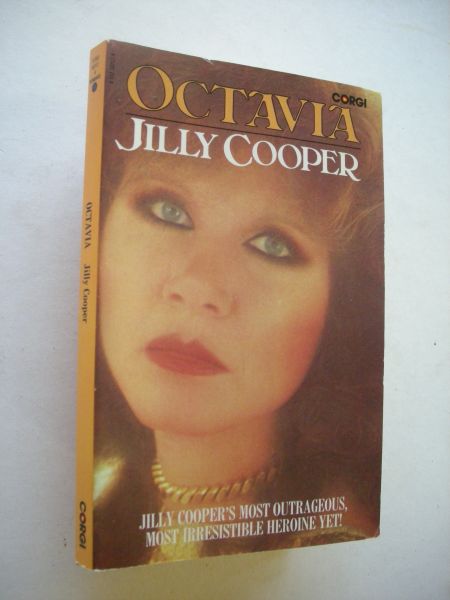 CORGI
OCTAVIA
JILLY COOPER
JILLY COOPER'S MOST OUTRAGEOUS,
MOST IRRESISTIBLE HEROINE YET!
OCTAVIA Jilly Cooper
CORGI